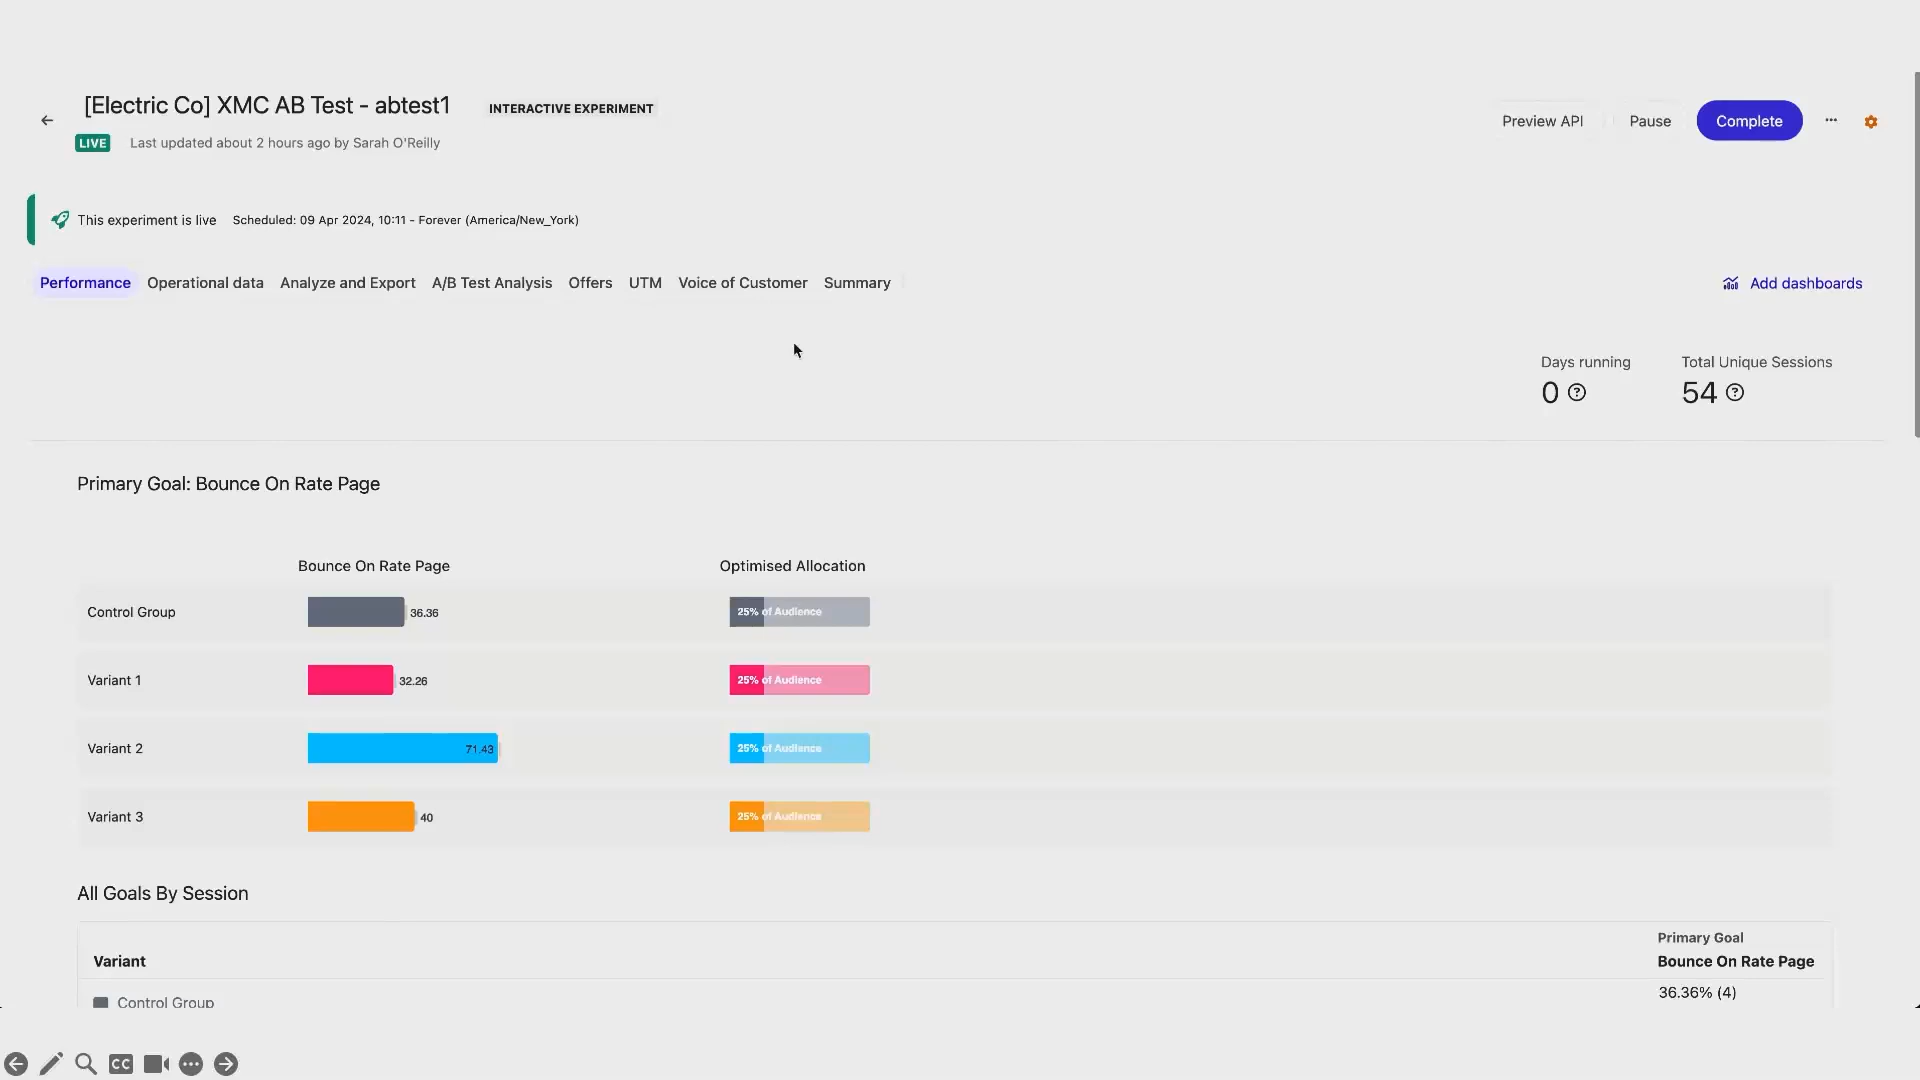 [Electric Co] XMC AB Test - abtest1
INTERACTIVE EXPERIMENT
LIVE
Last updated about 2 hours ago by Sarah O'Reilly
Preview API
Pause
Complete
This experiment is live
Scheduled: 09 Apr 2024, 10:11 - Forever (America/New_York)
Performance
Operational data
Analyze and Export
A/B Test Analysis
Offers
UTM
Voice of Customer
Summary
Add dashboards
Days running
0
Total Unique Sessions
54
Primary Goal: Bounce On Rate Page
Bounce On Rate Page
Optimised Allocation
Control Group
36.36
25% of Audience
Variant 1
32.26
25% of Audience
Variant 2
71.43
25% of Audience
Variant 3
40
25% of Audience
All Goals By Session
Variant
Primary Goal
Bounce On Rate Page
Control Group
36.36% (4)
CC